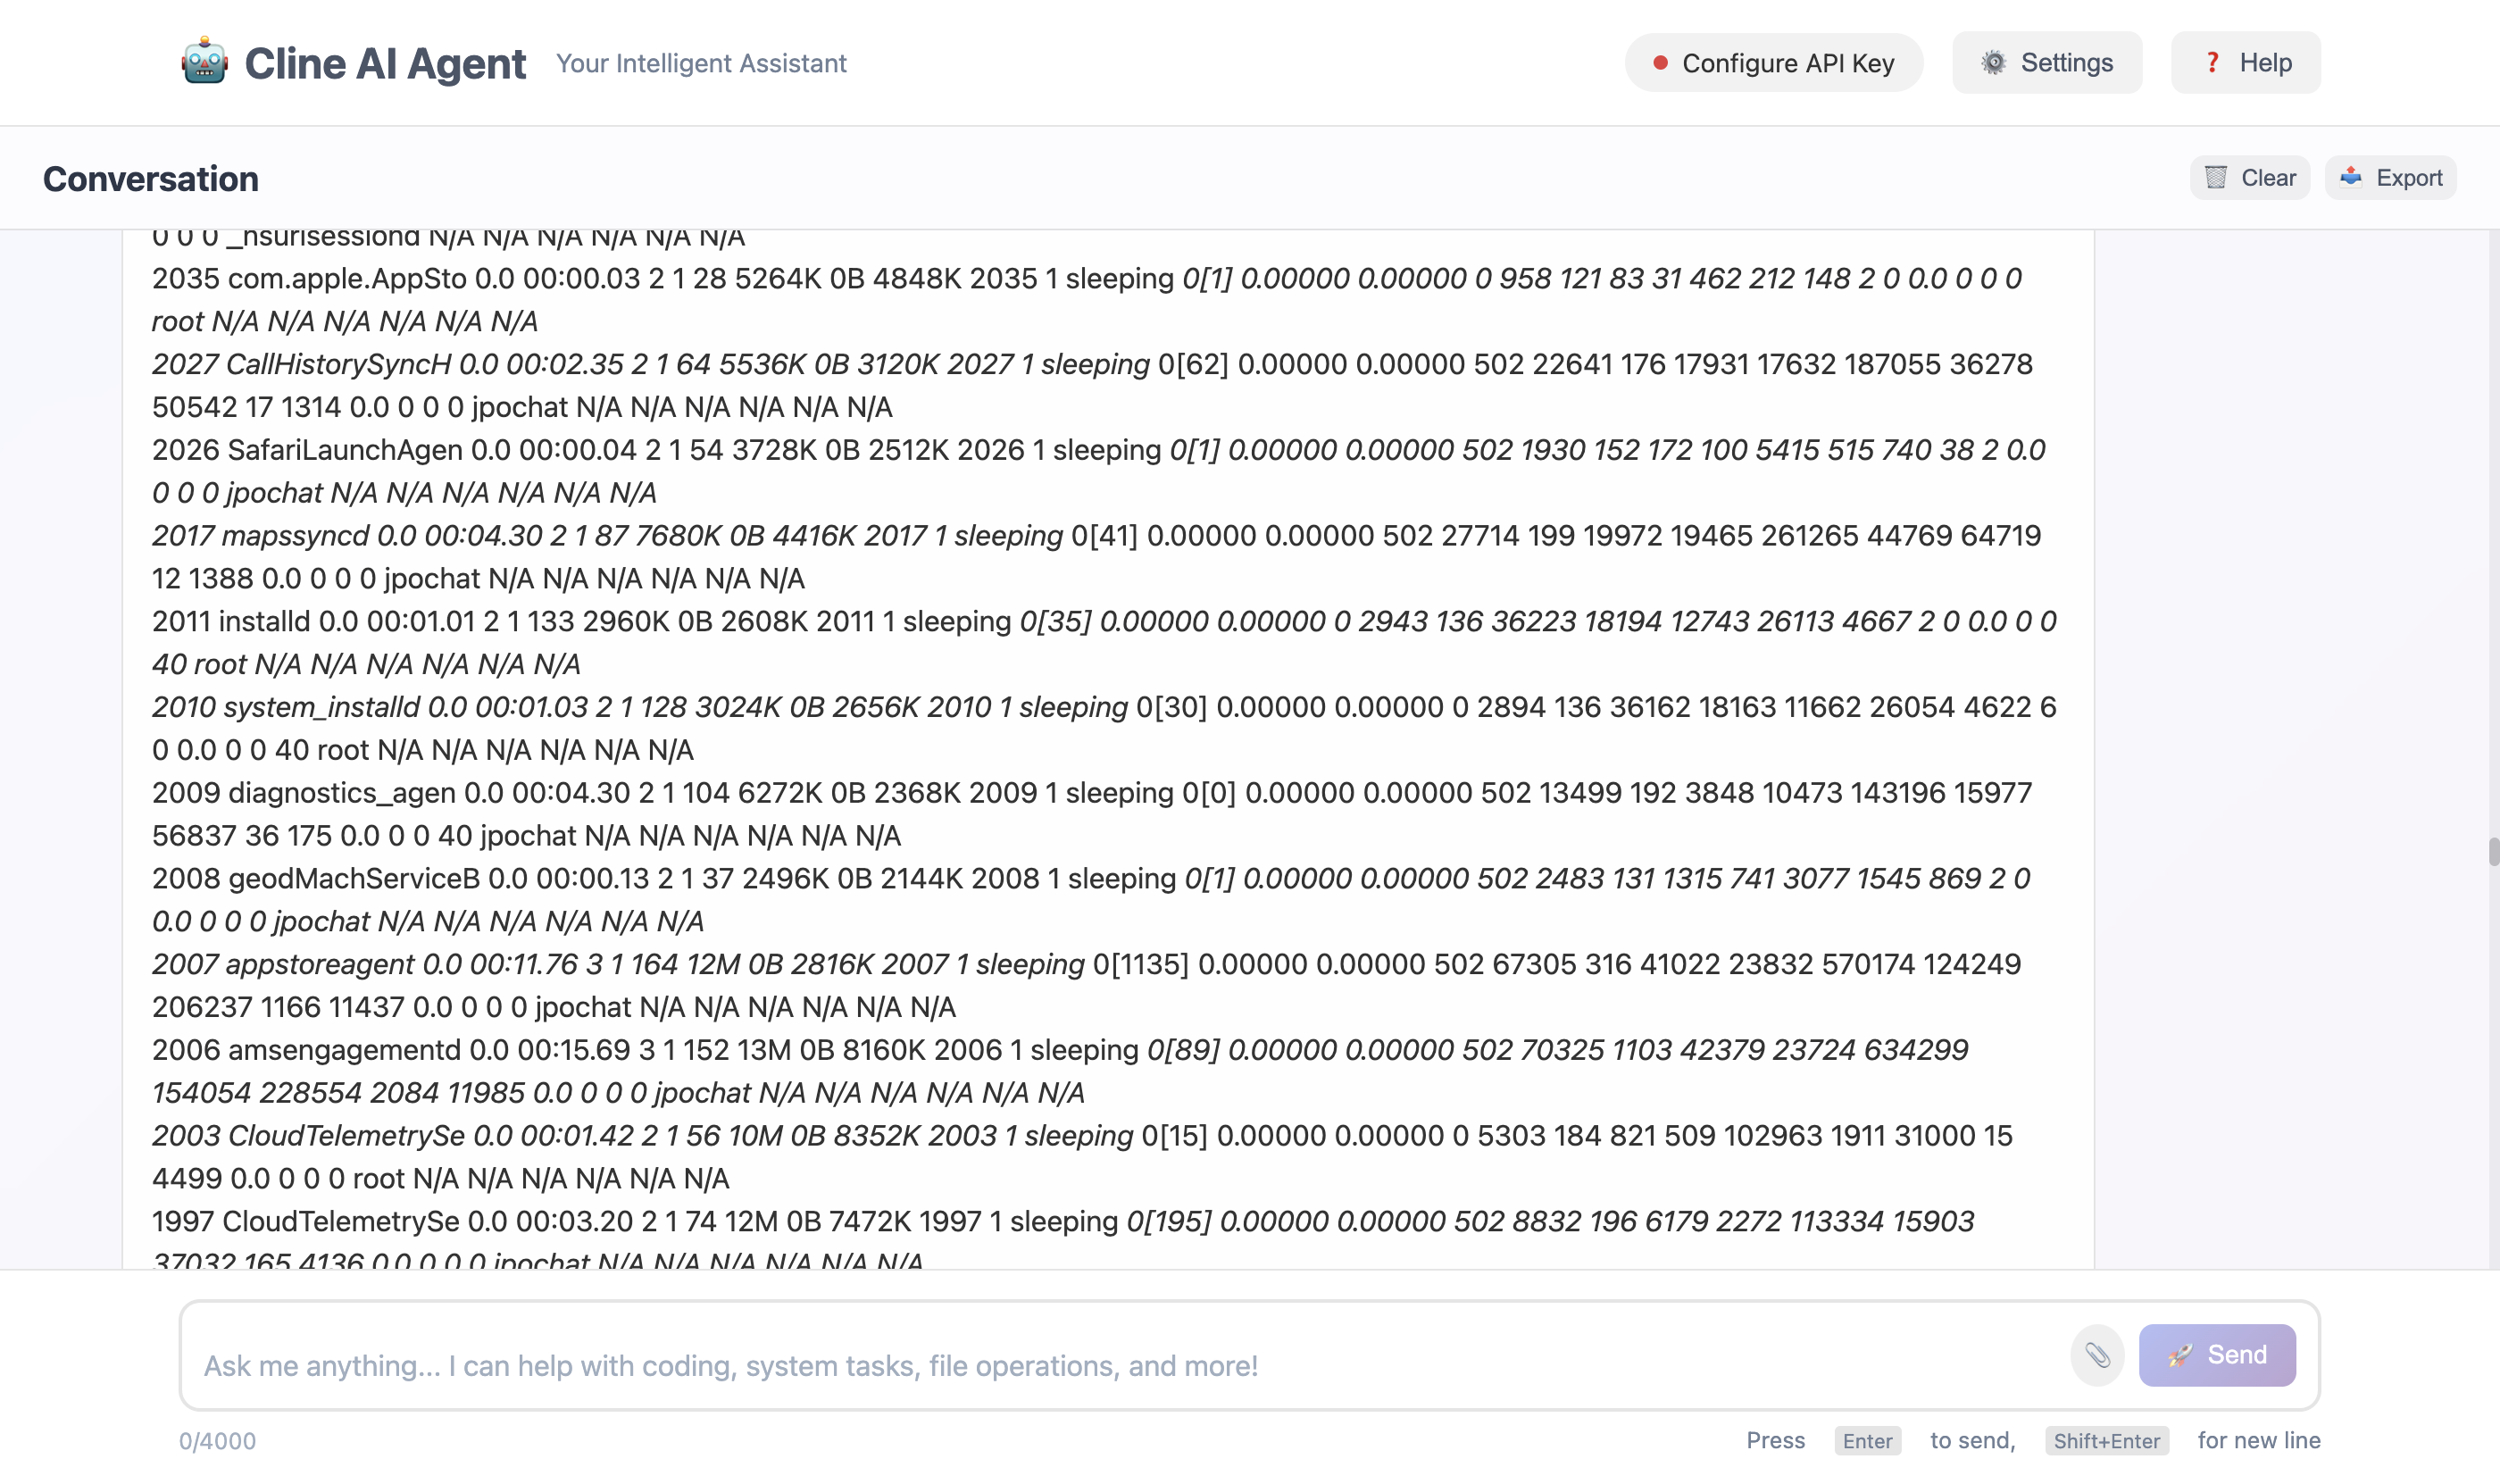 Cline AI Agent Your Intelligent Assistant Configure API Key Settings Help
Conversation Clear Export
0 0 0 _nsurlsessiond N/A N/A N/A N/A N/A N/A
2035 com.apple.AppSto 0.0 00:00.03 2 1 28 5264K 0B 4848K 2035 1 sleeping 0[1] 0.00000 0.00000 0 958 121 83 31 462 212 148 2 0 0.0 0 0 0
root N/A N/A N/A N/A N/A N/A
2027 CallHistorySyncH 0.0 00:02.35 2 1 64 5536K 0B 3120K 2027 1 sleeping 0[62] 0.00000 0.00000 502 22641 176 17931 17632 187055 36278
50542 17 1314 0.0 0 0 0 jpochat N/A N/A N/A N/A N/A N/A
2026 SafariLaunchAgen 0.0 00:00.04 2 1 54 3728K 0B 2512K 2026 1 sleeping 0[1] 0.00000 0.00000 502 1930 152 172 100 5415 515 740 38 2 0.0
0 0 0 jpochat N/A N/A N/A N/A N/A N/A
2017 mapssyncd 0.0 00:04.30 2 1 87 7680K 0B 4416K 2017 1 sleeping 0[41] 0.00000 0.00000 502 27714 199 19972 19465 261265 44769 64719
12 1388 0.0 0 0 0 jpochat N/A N/A N/A N/A N/A N/A
2011 installd 0.0 00:01.01 2 1 133 2960K 0B 2608K 2011 1 sleeping 0[35] 0.00000 0.00000 0 2943 136 36223 18194 12743 26113 4667 2 0 0.0 0 0
40 root N/A N/A N/A N/A N/A N/A
2010 system_installd 0.0 00:01.03 2 1 128 3024K 0B 2656K 2010 1 sleeping 0[30] 0.00000 0.00000 0 2894 136 36162 18163 11662 26054 4622 6
0 0.0 0 0 40 root N/A N/A N/A N/A N/A N/A
2009 diagnostics_agen 0.0 00:04.30 2 1 104 6272K 0B 2368K 2009 1 sleeping 0[0] 0.00000 0.00000 502 13499 192 3848 10473 143196 15977
56837 36 175 0.0 0 0 40 jpochat N/A N/A N/A N/A N/A N/A
2008 geodMachServiceB 0.0 00:00.13 2 1 37 2496K 0B 2144K 2008 1 sleeping 0[1] 0.00000 0.00000 502 2483 131 1315 741 3077 1545 869 2 0
0.0 0 0 0 jpochat N/A N/A N/A N/A N/A N/A
2007 appstoreagent 0.0 00:11.76 3 1 164 12M 0B 2816K 2007 1 sleeping 0[1135] 0.00000 0.00000 502 67305 316 41022 23832 570174 124249
206237 1166 11437 0.0 0 0 0 jpochat N/A N/A N/A N/A N/A N/A
2006 amsengagementd 0.0 00:15.69 3 1 152 13M 0B 8160K 2006 1 sleeping 0[89] 0.00000 0.00000 502 70325 1103 42379 23724 634299
154054 228554 2084 11985 0.0 0 0 0 jpochat N/A N/A N/A N/A N/A N/A
2003 CloudTelemetrySe 0.0 00:01.42 2 1 56 10M 0B 8352K 2003 1 sleeping 0[15] 0.00000 0.00000 0 5303 184 821 509 102963 1911 31000 15
4499 0.0 0 0 0 root N/A N/A N/A N/A N/A N/A
1997 CloudTelemetrySe 0.0 00:03.20 2 1 74 12M 0B 7472K 1997 1 sleeping 0[195] 0.00000 0.00000 502 8832 196 6179 2272 113334 15903
37032 165 4136 0.0 0 0 0 jpochat N/A N/A N/A N/A N/A N/A
Ask me anything... I can help with coding, system tasks, file operations, and more! Send
0/4000 Press Enter to send, Shift+Enter for new line